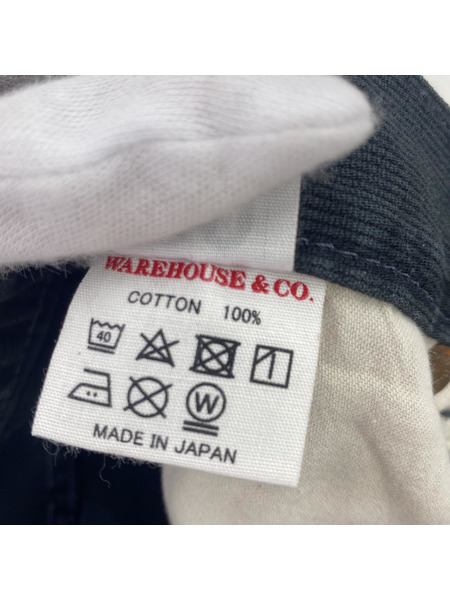 WAREHOUSE & CO.
COTTON 100%
40
W
MADE IN JAPAN